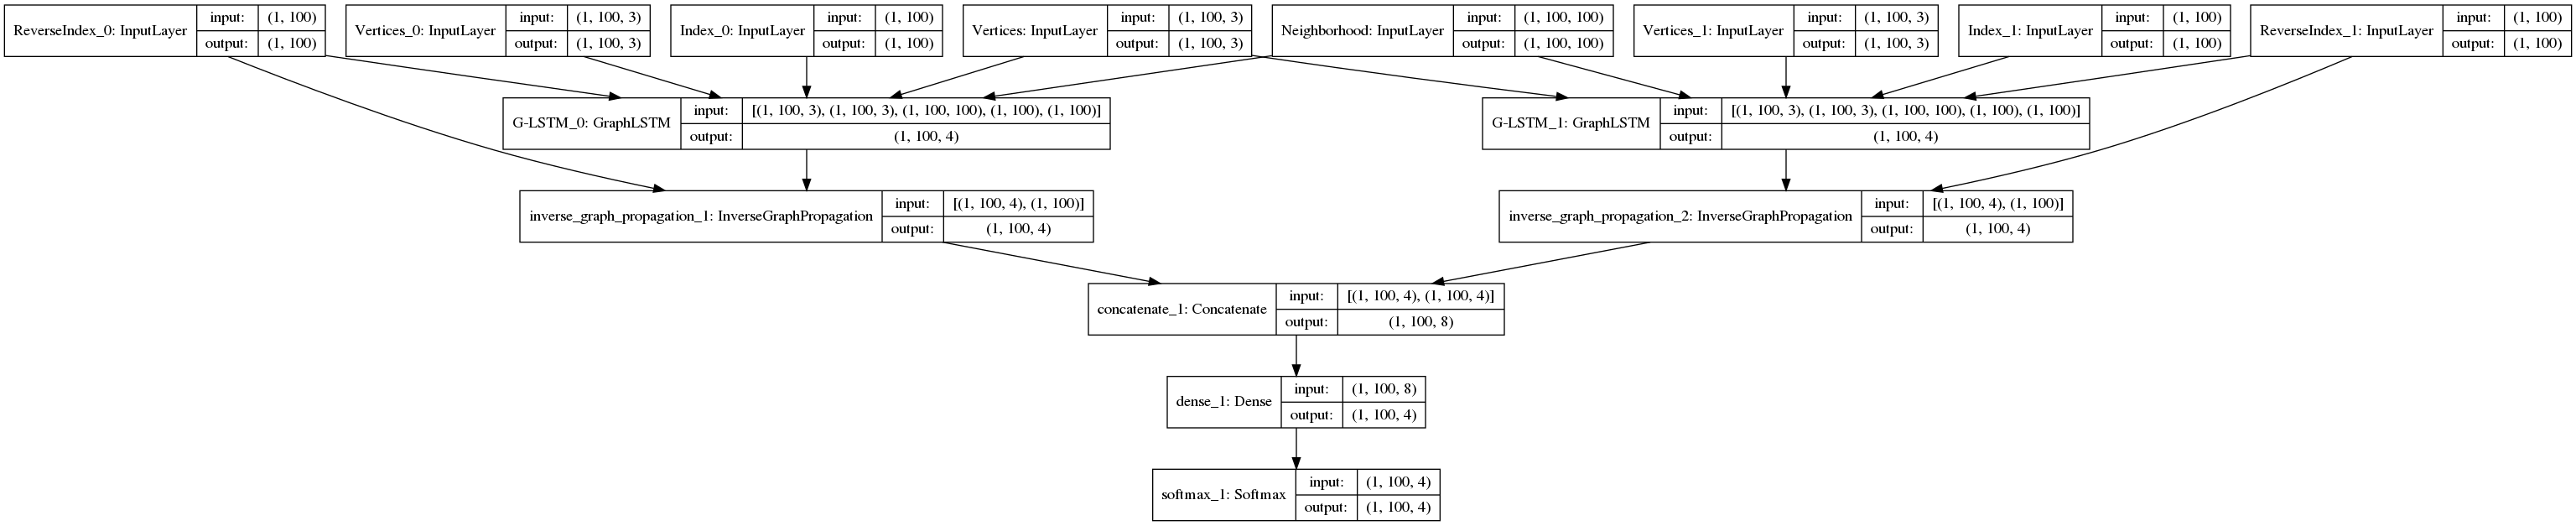 ReverseIndex_0: InputLayer
input: (1, 100)
output: (1, 100)
Vertices_0: InputLayer
input: (1, 100, 3)
output: (1, 100, 3)
Index_0: InputLayer
input: (1, 100)
output: (1, 100)
Vertices: InputLayer
input: (1, 100, 3)
output: (1, 100, 3)
Neighborhood: InputLayer
input: (1, 100, 100)
output: (1, 100, 100)
Vertices_1: InputLayer
input: (1, 100, 3)
output: (1, 100, 3)
Index_1: InputLayer
input: (1, 100)
output: (1, 100)
ReverseIndex_1: InputLayer
input: (1, 100)
output: (1, 100)
G-LSTM_0: GraphLSTM
input: [(1, 100, 3), (1, 100, 3), (1, 100, 100), (1, 100), (1, 100)]
output: (1, 100, 4)
G-LSTM_1: GraphLSTM
input: [(1, 100, 3), (1, 100, 3), (1, 100, 100), (1, 100), (1, 100)]
output: (1, 100, 4)
inverse_graph_propagation_1: InverseGraphPropagation
input: [(1, 100, 4), (1, 100)]
output: (1, 100, 4)
inverse_graph_propagation_2: InverseGraphPropagation
input: [(1, 100, 4), (1, 100)]
output: (1, 100, 4)
concatenate_1: Concatenate
input: [(1, 100, 4), (1, 100, 4)]
output: (1, 100, 8)
dense_1: Dense
input: (1, 100, 8)
output: (1, 100, 4)
softmax_1: Softmax
input: (1, 100, 4)
output: (1, 100, 4)